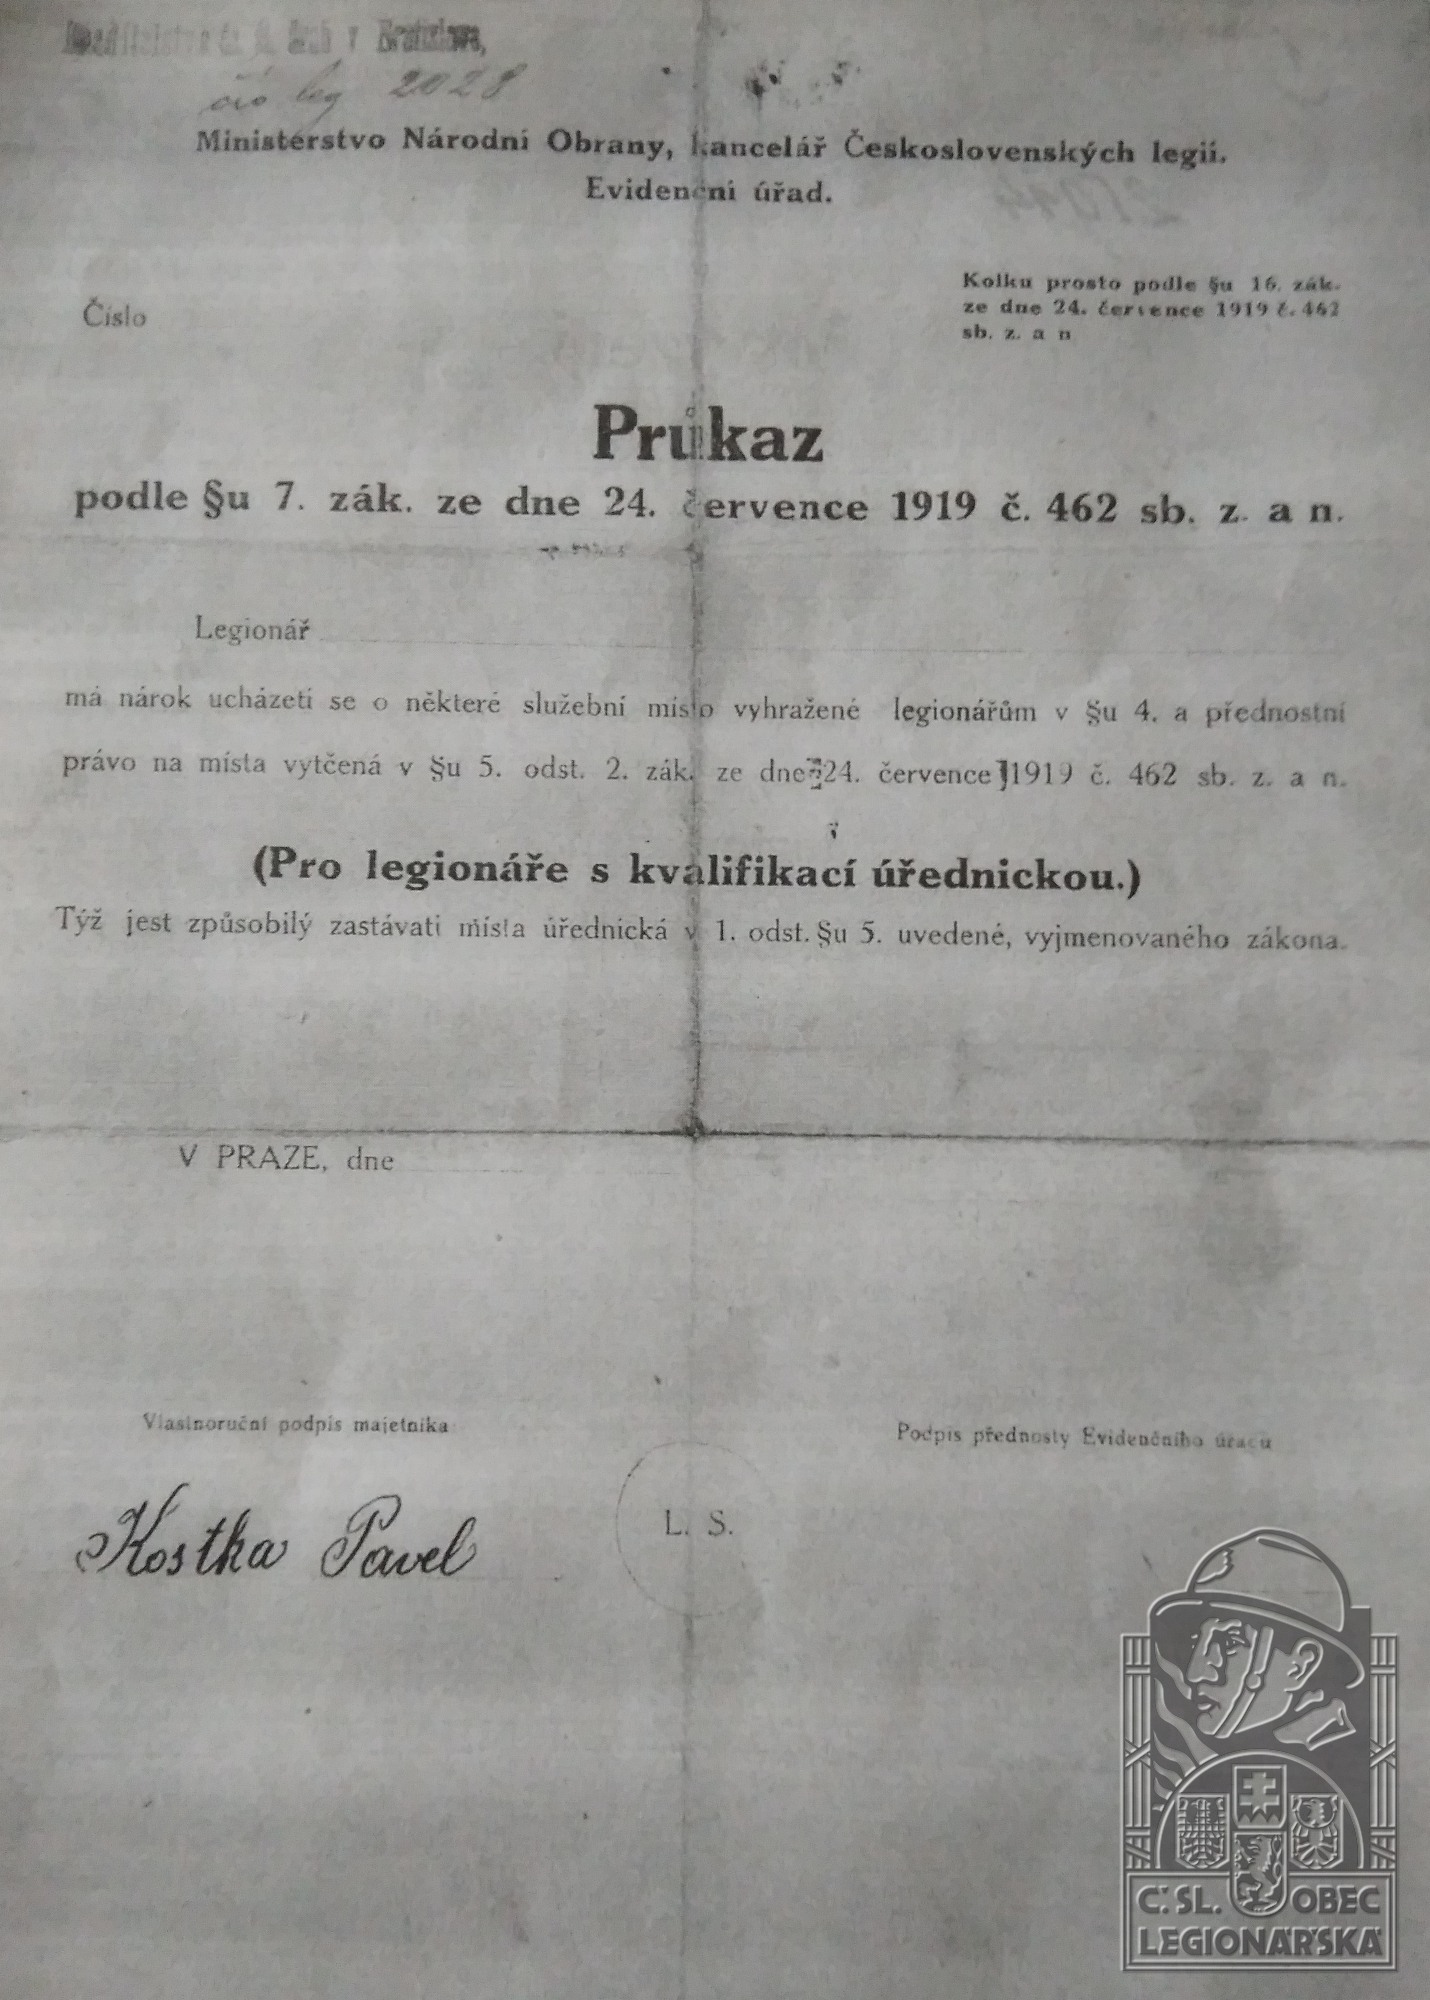 v Bratislave,
čís leg 2028
Ministerstvo Národní Obrany, kancelář Československých legií.
Evidenční úřad.
Kolku prosto podle §u 16. zák.
ze dne 24. července 1919 č. 462
sb. z. a n
Číslo
Průkaz
podle §u 7. zák. ze dne 24. července 1919 č. 462 sb. z. a n.
Legionář
má nárok ucházeti se o některé služební místo vyhražené legionářům v §u 4. a přednostní
právo na místa vytčená v §u 5. odst. 2. zák. ze dne 24. července 1919 č. 462 sb. z. a n.
(Pro legionáře s kvalifikací úřednickou.)
Týž jest způsobilý zastávati místa úřednická v 1. odst. §u 5. uvedené, vyjmenovaného zákona.
V PRAZE, dne
Vlastnoruční podpis majetníka
Podpis přednosty Evidenčního úřadu
Kostka Pavel
L. S.
Č. SL. OBEC
LEGIONÁŘSKÁ